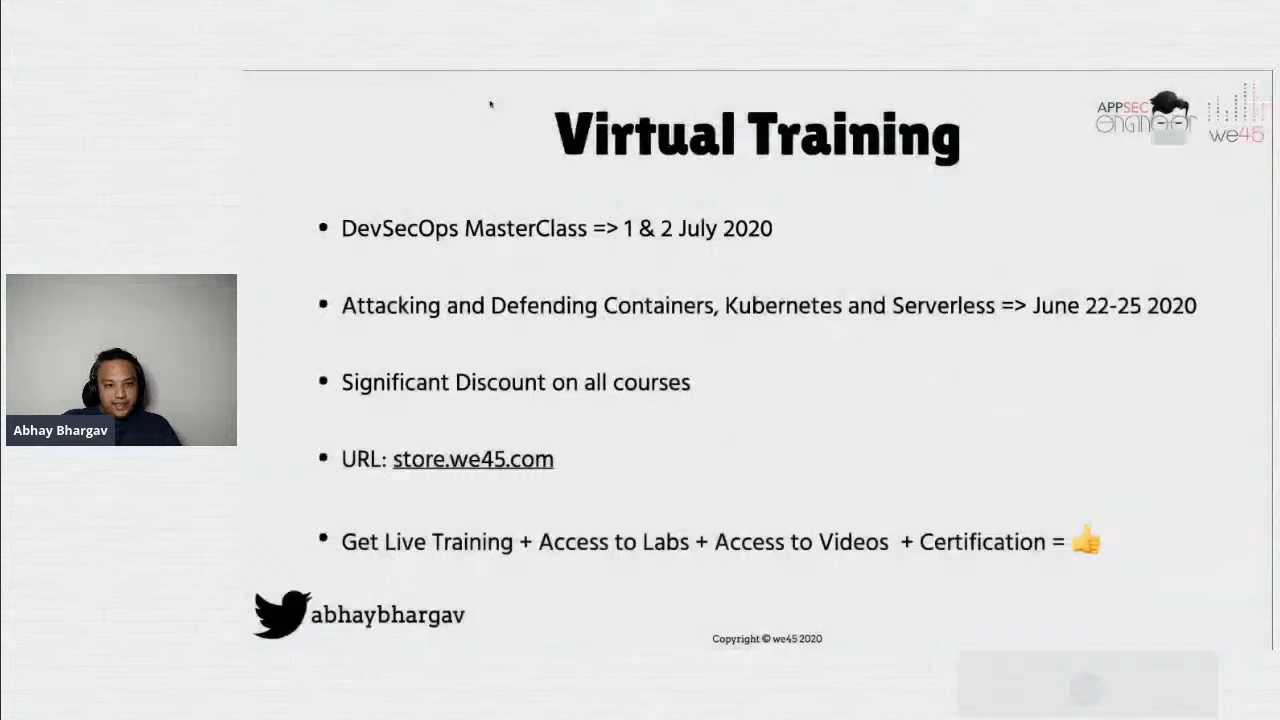 Virtual Training
APPSEC
engineer
we45
• DevSecOps MasterClass => 1 & 2 July 2020
• Attacking and Defending Containers, Kubernetes and Serverless => June 22-25 2020
• Significant Discount on all courses
• URL: store.we45.com
• Get Live Training + Access to Labs + Access to Videos + Certification = 👍
Abhay Bhargav
abhaybhargav
Copyright © we45 2020